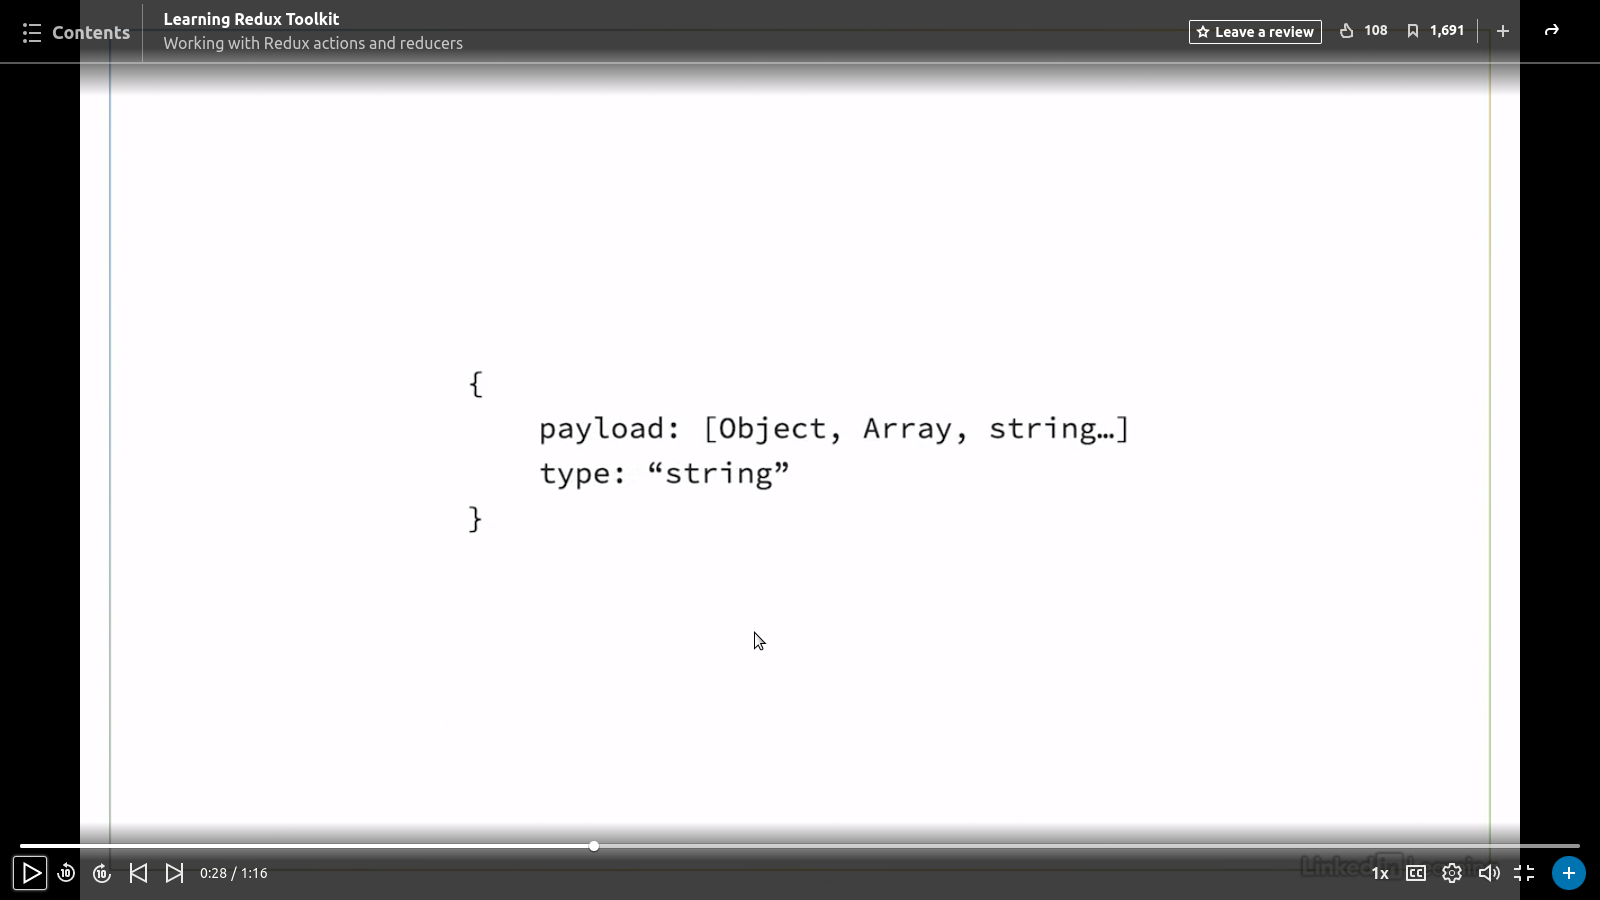 Contents
Learning Redux Toolkit
Working with Redux actions and reducers
Leave a review
108
1,691
{
payload: [Object, Array, string…]
type: “string”
}
10
10
0:28 / 1:16
LinkedIn Learning
1x
CC